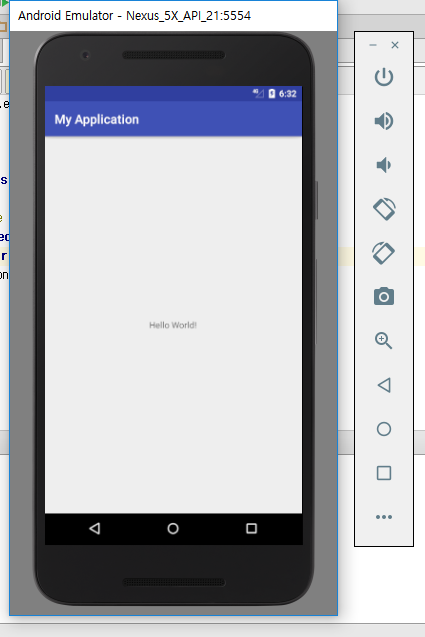 Android Emulator - Nexus_5X_API_21:5554
6:32
My Application
Hello World!